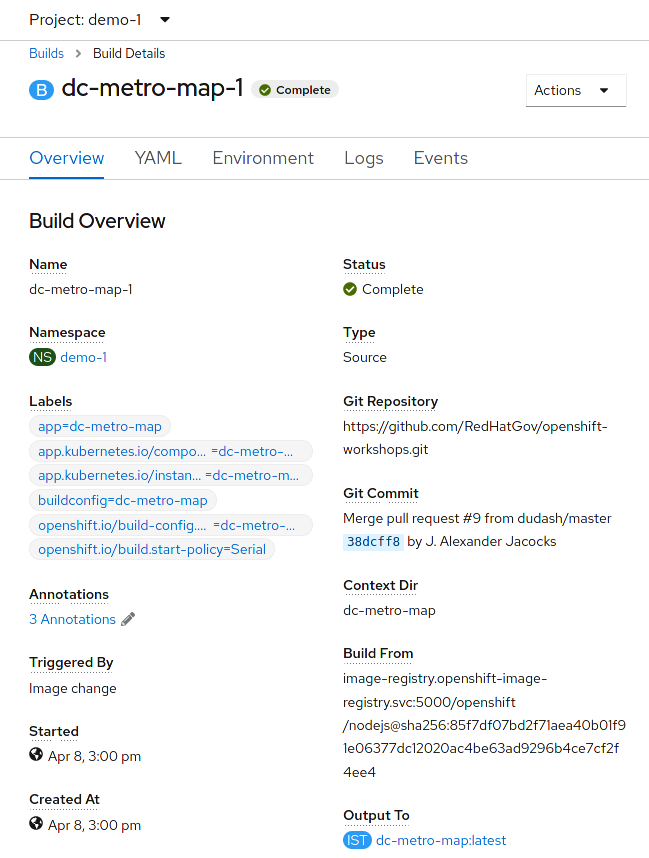 Project: demo-1
Builds > Build Details
B dc-metro-map-1 Complete
Actions
Overview YAML Environment Logs Events
Build Overview
Name
dc-metro-map-1
Namespace
NS demo-1
Labels
app=dc-metro-map
app.kubernetes.io/compo... =dc-metro-...
app.kubernetes.io/instan... =dc-metro-m...
buildconfig=dc-metro-map
openshift.io/build-config.... =dc-metro-...
openshift.io/build.start-policy=Serial
Annotations
3 Annotations
Triggered By
Image change
Started
Apr 8, 3:00 pm
Created At
Apr 8, 3:00 pm
Status
Complete
Type
Source
Git Repository
https://github.com/RedHatGov/openshift-
workshops.git
Git Commit
Merge pull request #9 from dudash/master
38dcff8 by J. Alexander Jacocks
Context Dir
dc-metro-map
Build From
image-registry.openshift-image-
registry.svc:5000/openshift
/nodejs@sha256:85f7df07bd2f71aea40b01f9
1e06377dc12020ac4be63ad9296b4ce7cf2f
4ee4
Output To
IST dc-metro-map:latest